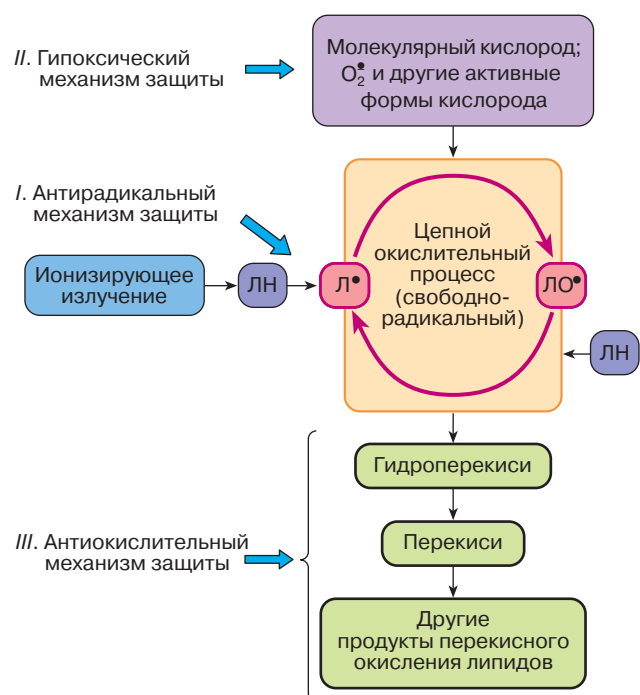 II. Гипоксический
механизм защиты
Молекулярный кислород;
O₂• и другие активные
формы кислорода
I. Антирадикальный
механизм защиты
Ионизирующее
излучение
ЛН
Л•
Цепной
окислительный
процесс
(свободно-
радикальный)
ЛО•
ЛН
Гидроперекиси
III. Антиокислительный
механизм защиты
Перекиси
Другие
продукты перекисного
окисления липидов